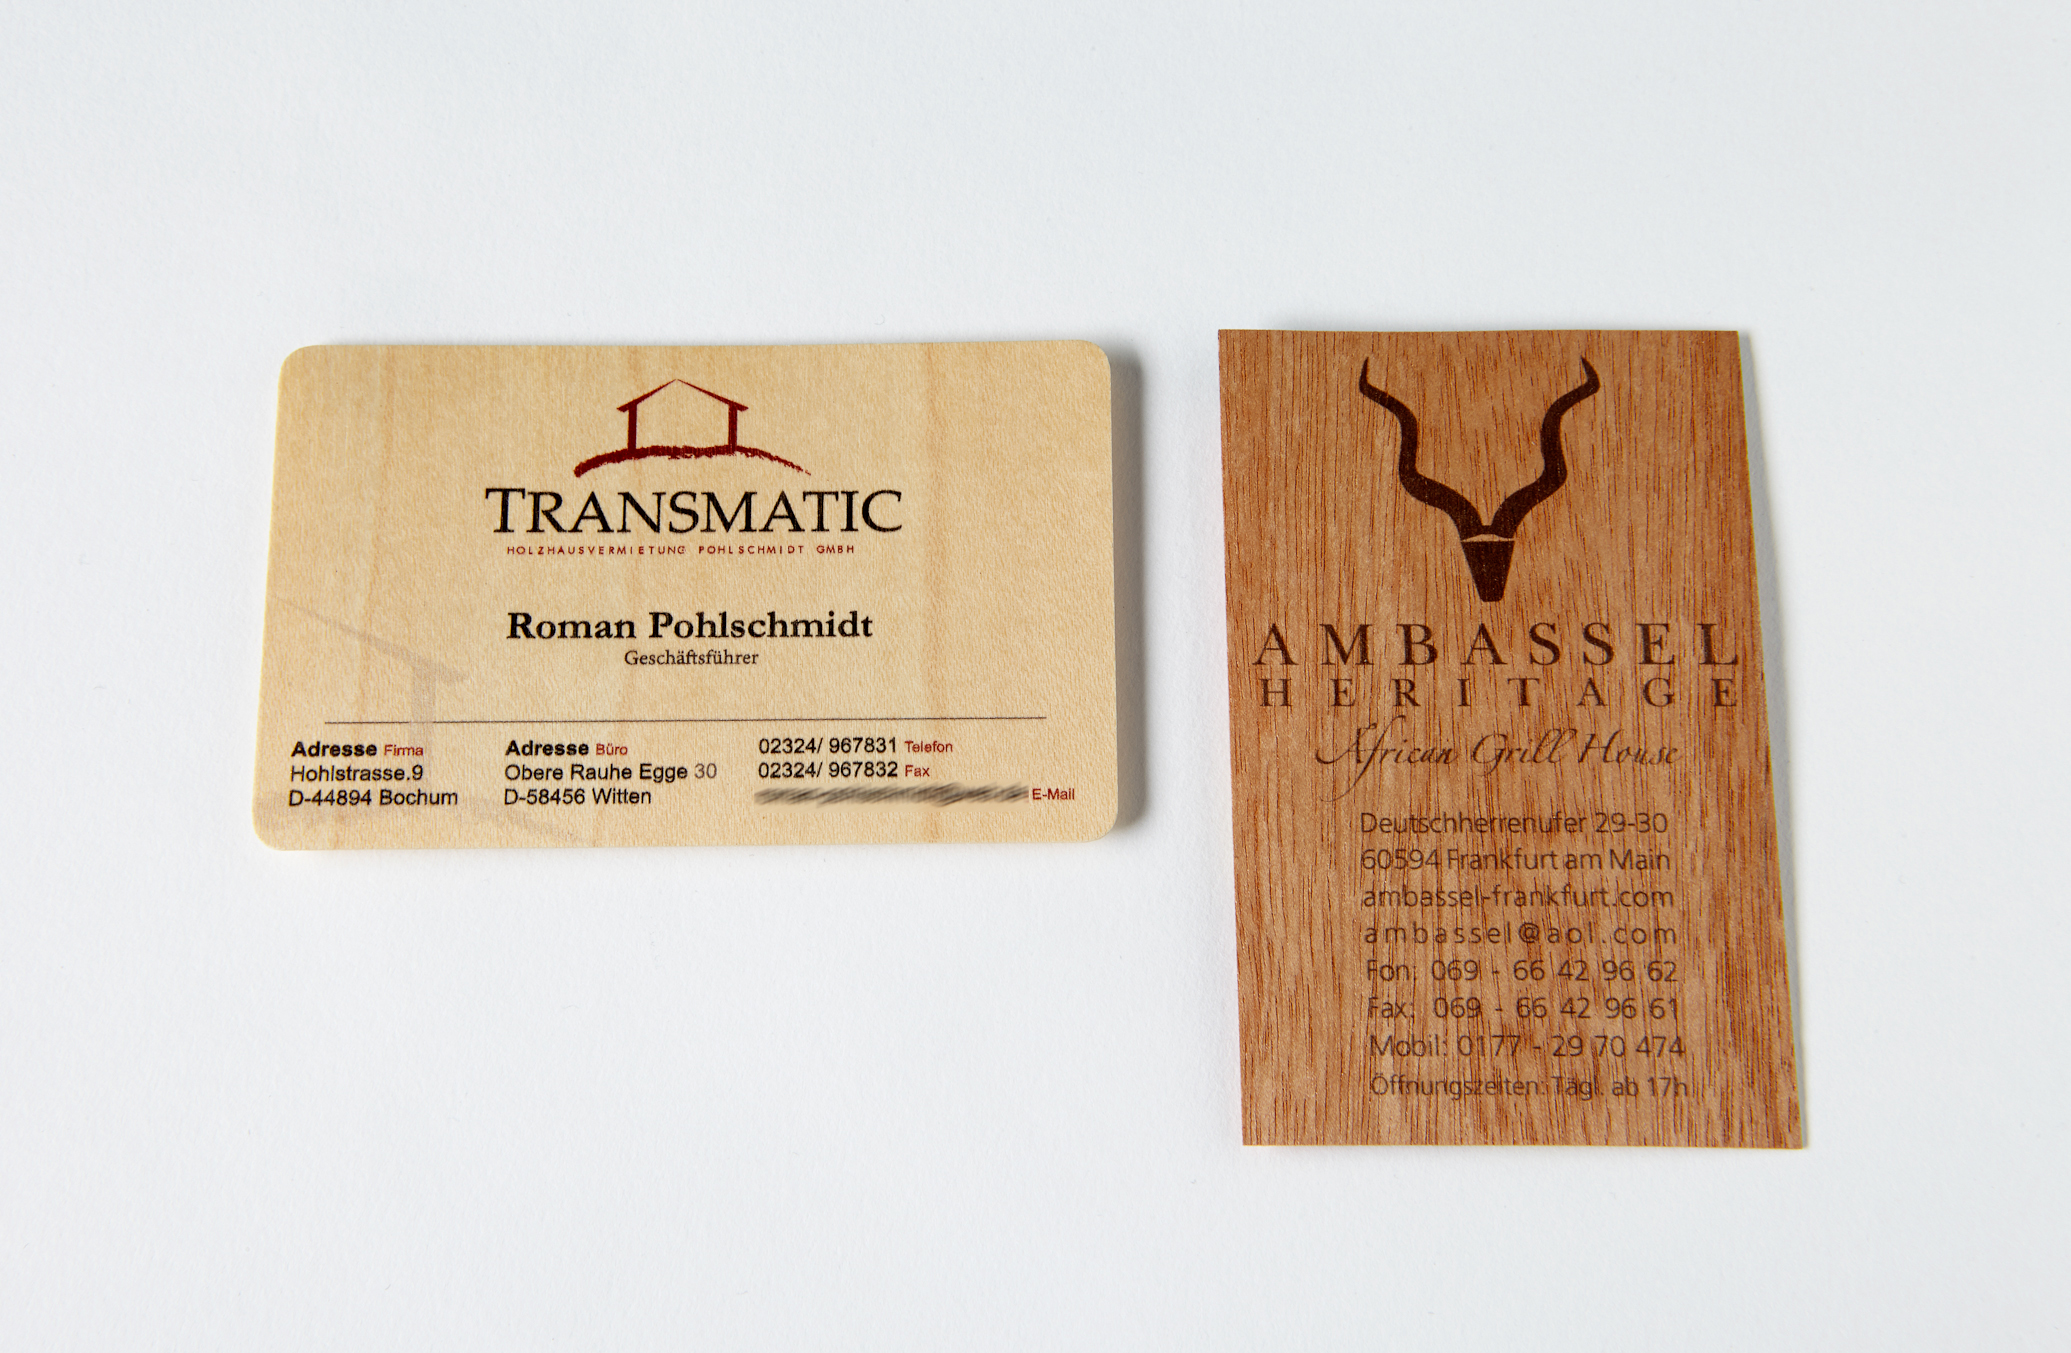 TRANSMATIC
HOLZHAUSVERMIETUNG POHLSCHMIDT GMBH
Roman Pohlschmidt
Geschäftsführer
Adresse Firma
Hohlstrasse.9
D-44894 Bochum
Adresse Büro
Obere Rauhe Egge 30
D-58456 Witten
02324/ 967831 Telefon
02324/ 967832 Fax
E-Mail
AMBASSEL
HERITAGE
African Grill House
Deutschherrenufer 29-30
60594 Frankfurt am Main
ambassel-frankfurt.com
ambassel@aol.com
Fon: 069 - 66 42 96 62
Fax: 069 - 66 42 96 61
Mobil: 0177 - 29 70 474
Öffnungszeiten: Tägl. ab 17h